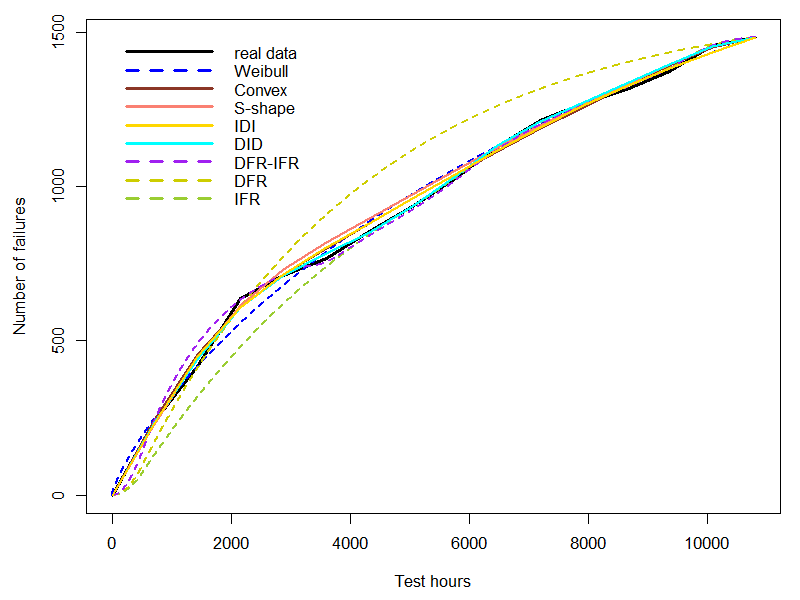 1500
1000
500
0
Number of failures
real data
Weibull
Convex
S-shape
IDI
DID
DFR-IFR
DFR
IFR
0 2000 4000 6000 8000 10000
Test hours